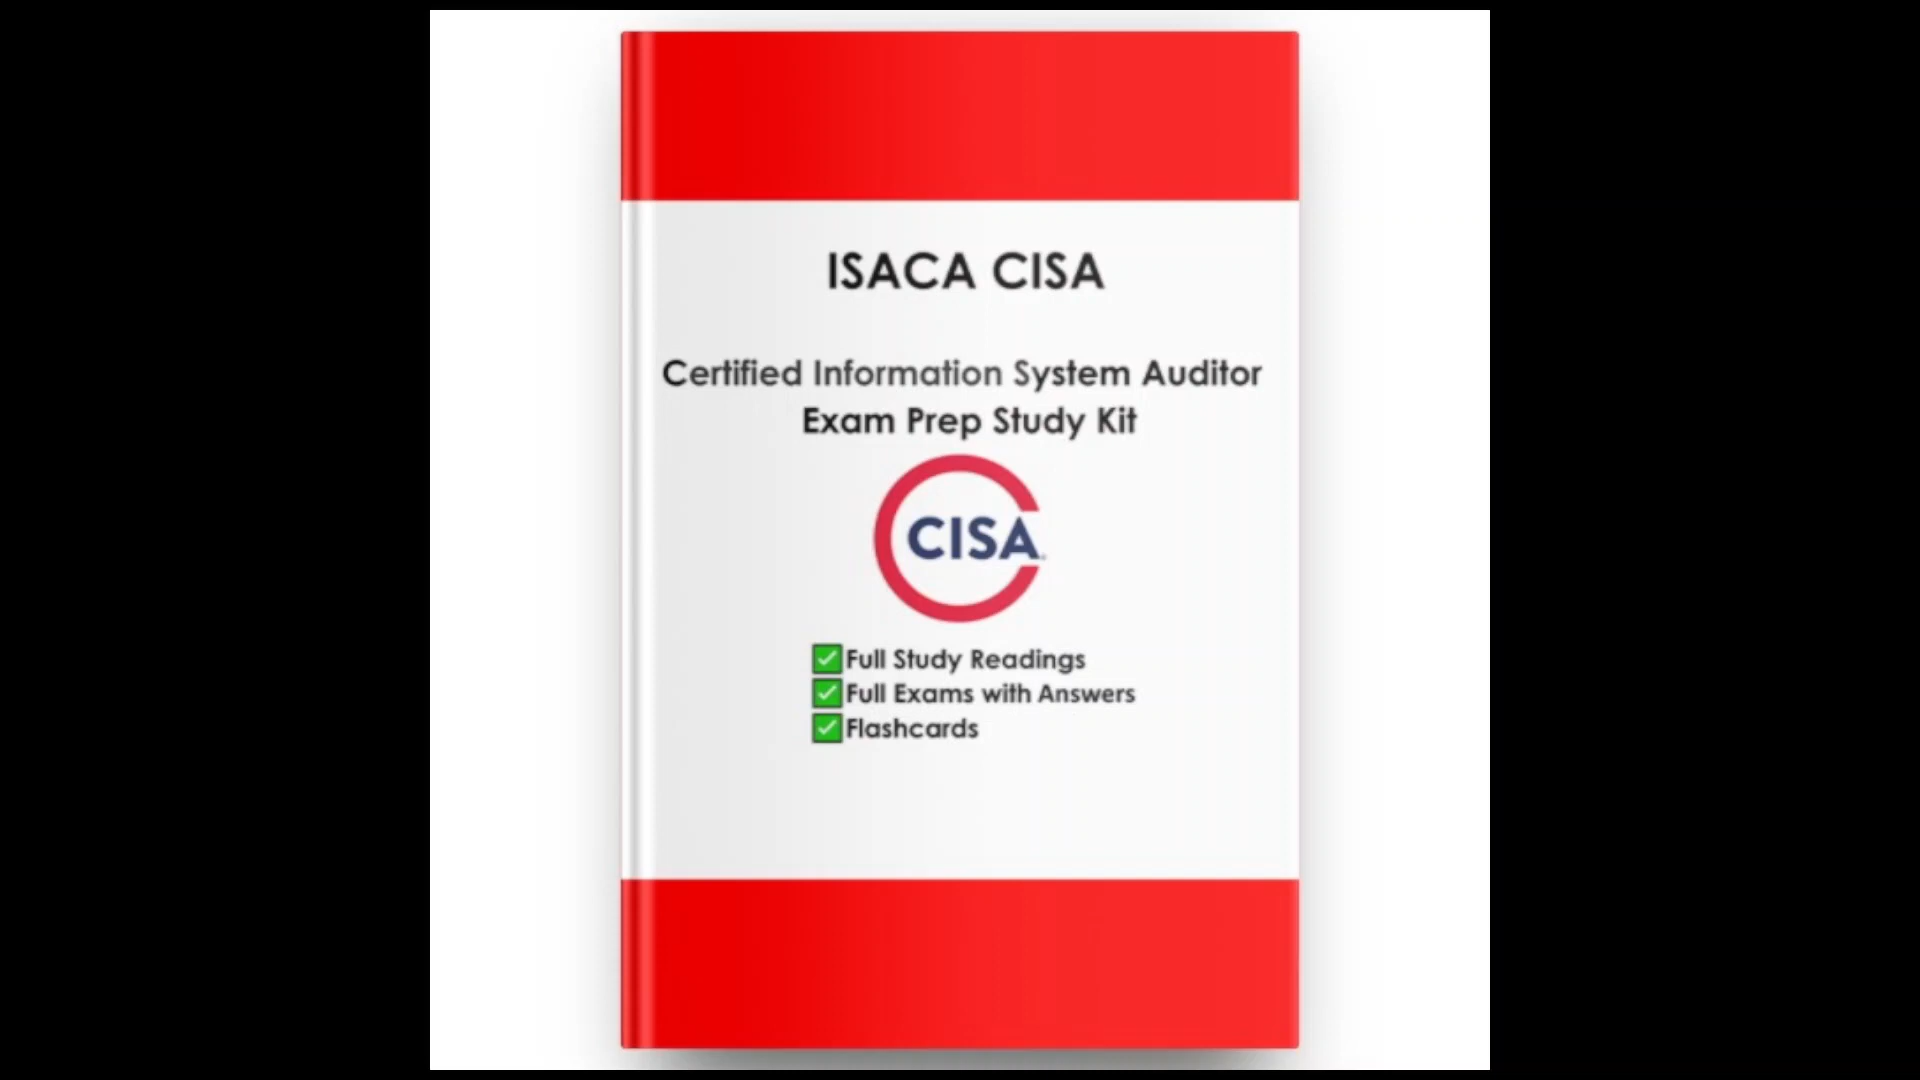 ISACA CISA
Certified Information System Auditor
Exam Prep Study Kit
CISA
Full Study Readings
Full Exams with Answers
Flashcards